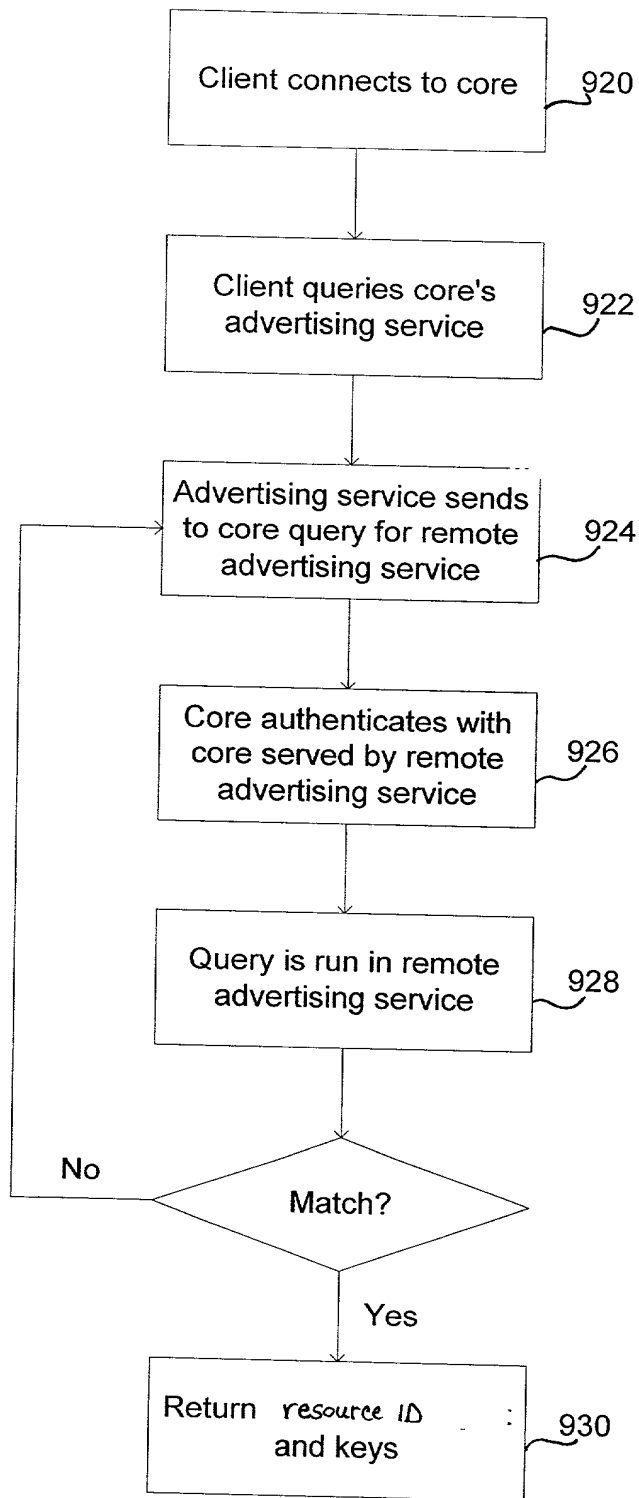 Client connects to core
920
Client queries core's
advertising service
922
Advertising service sends
to core query for remote
advertising service
924
Core authenticates with
core served by remote
advertising service
926
Query is run in remote
advertising service
928
No
Match?
Yes
Return resource ID
and keys
930